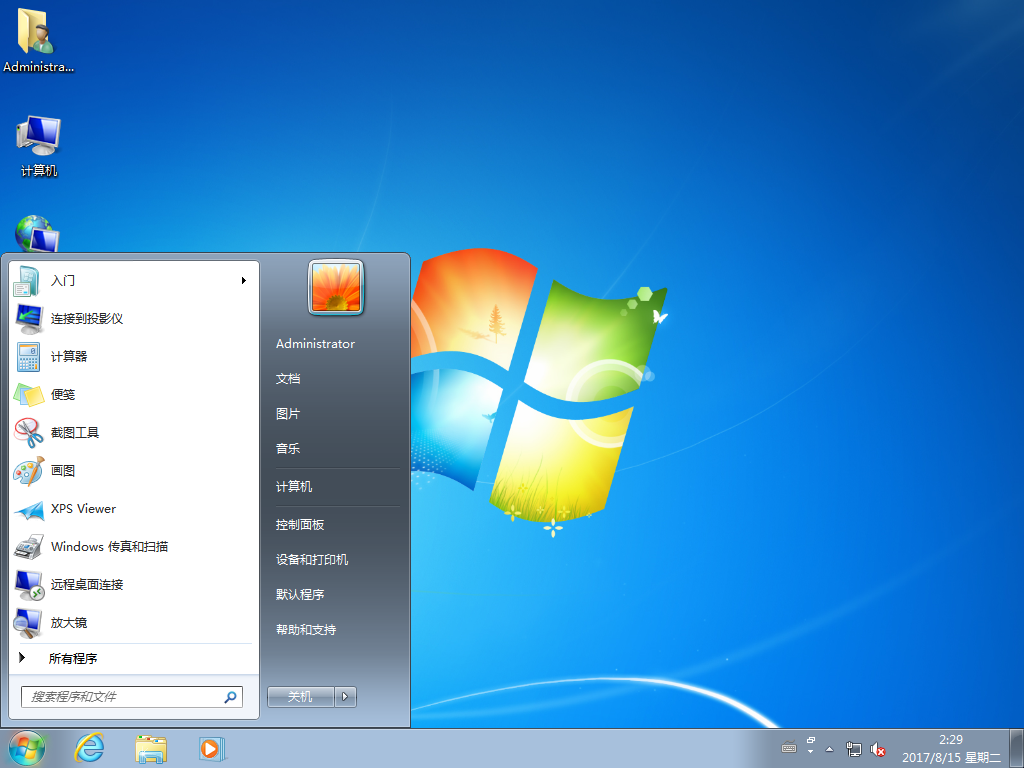 Administra...
计算机
入门
连接到投影仪
计算器
便笺
截图工具
画图
XPS Viewer
Windows 传真和扫描
远程桌面连接
放大镜
所有程序
搜索程序和文件
Administrator
文档
图片
音乐
计算机
控制面板
设备和打印机
默认程序
帮助和支持
关机
2:29
2017/8/15 星期二